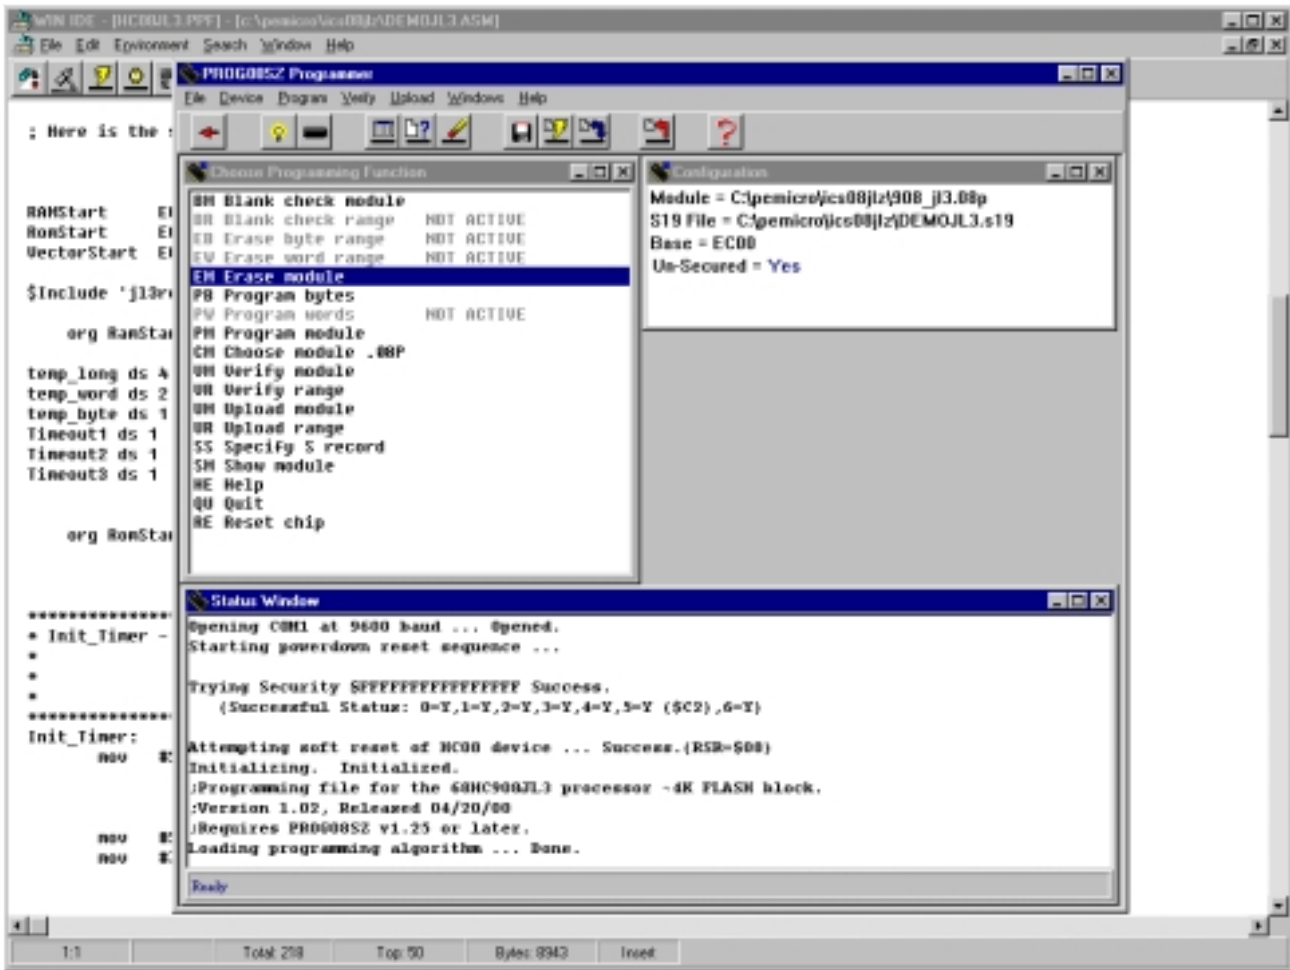 WIN IDE - [HC08JL3.PPF] - [c:\pemicro\ics08jlz\DEMOJL3.ASM]
File Edit Environment Search Window Help
PROG08SZ Programmer
File Device Program Verify Upload Windows Help
; Here is the
RAMStart
RomStart
VectorStart
$Include
org RamSta
temp_long ds 4
temp_word ds 2
temp_byte ds 1
Timeout1 ds 1
Timeout2 ds 1
Timeout3 ds 1
org RomSta
********************
* Init_Timer -
*
*
*
********************
Init_Timer:
mov
mov
mov
Choose Programming Function
BM Blank check module
BR Blank check range NOT ACTIVE
EB Erase byte range NOT ACTIVE
EW Erase word range NOT ACTIVE
EM Erase module
PB Program bytes
PW Program words NOT ACTIVE
PM Program module
CM Choose module .08P
VM Verify module
VR Verify range
UM Upload module
UR Upload range
SS Specify S record
SM Show module
HE Help
QU Quit
RE Reset chip
Configuration
Module = C:\pemicro\ics08jlz\908_jl3.08p
S19 File = C:\pemicro\ics08jlz\DEMOJL3.s19
Base = EC00
Un-Secured = Yes
Status Window
Opening COM1 at 9600 baud ... Opened.
Starting powerdown reset sequence ...
Trying Security $FFFFFFFFFFFFFFFF Success.
(Successful Status: 0=Y,1=Y,2=Y,3=Y,4=Y,5=Y ($C2),6=Y)
Attempting soft reset of HC08 device ... Success.(RSR=$00)
Initializing. Initialized.
;Programming file for the 68HC908JL3 processor -4K FLASH block.
;Version 1.02, Released 04/20/00
;Requires PROG08SZ v1.25 or later.
Loading programming algorithm ... Done.
Ready
1:1 Total: 218 Top: 50 Bytes: 8943 Insert